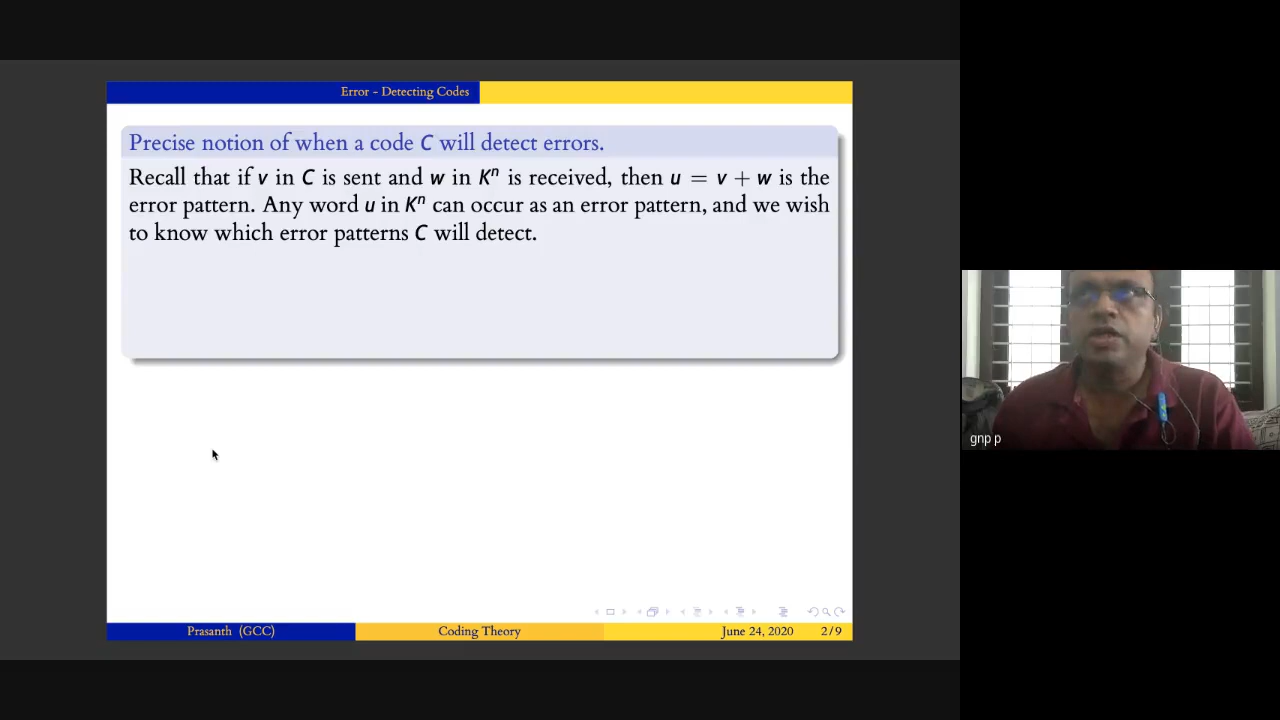 Error - Detecting Codes
Precise notion of when a code C will detect errors.
Recall that if v in C is sent and w in Kⁿ is received, then u = v + w is the
error pattern. Any word u in Kⁿ can occur as an error pattern, and we wish
to know which error patterns C will detect.
gnp p
Prasanth (GCC) Coding Theory June 24, 2020 2/9